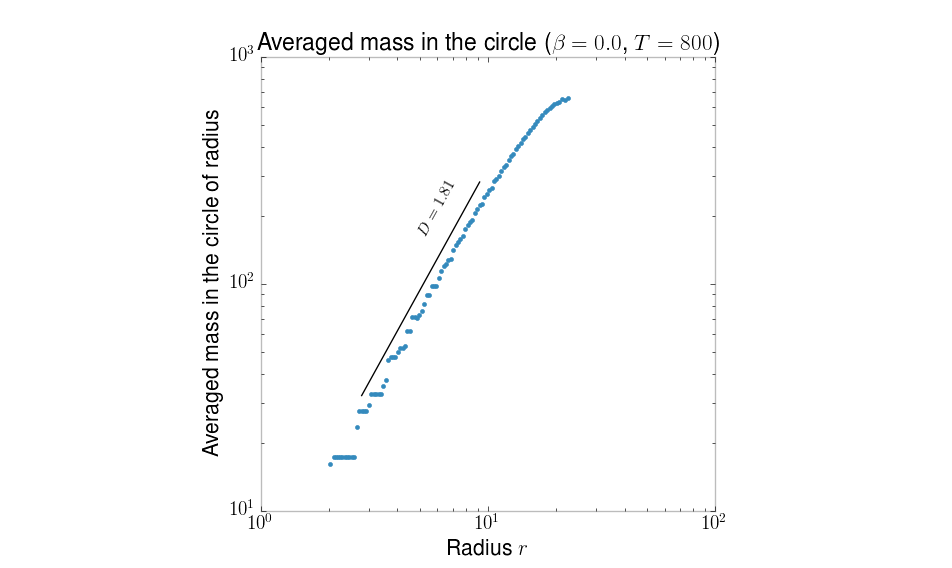 Averaged mass in the circle (β = 0.0, T = 800)
10³
Averaged mass in the circle of radius
D = 1.81
10²
10¹
10⁰
10¹
10²
Radius r